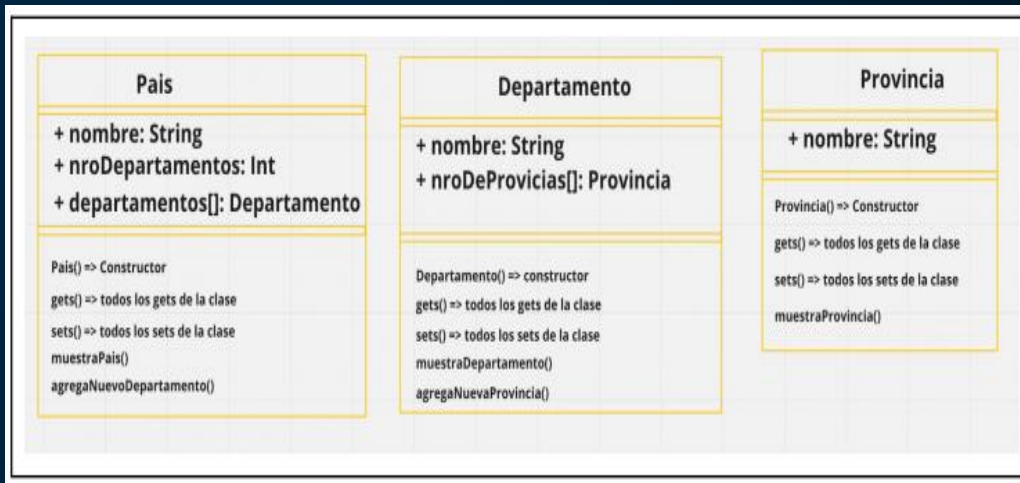 Pais
+ nombre: String
+ nroDepartamentos: Int
+ departamentos[]: Departamento
Pais() => Constructor
gets() => todos los gets de la clase
sets() => todos los sets de la clase
muestraPais()
agregaNuevoDepartamento()
Departamento
+ nombre: String
+ nroDeProvicias[]: Provincia
Departamento() => constructor
gets() => todos los gets de la clase
sets() => todos los sets de la clase
muestraDepartamento()
agregaNuevaProvincia()
Provincia
+ nombre: String
Provincia() => Constructor
gets() => todos los gets de la clase
sets() => todos los sets de la clase
muestraProvincia()